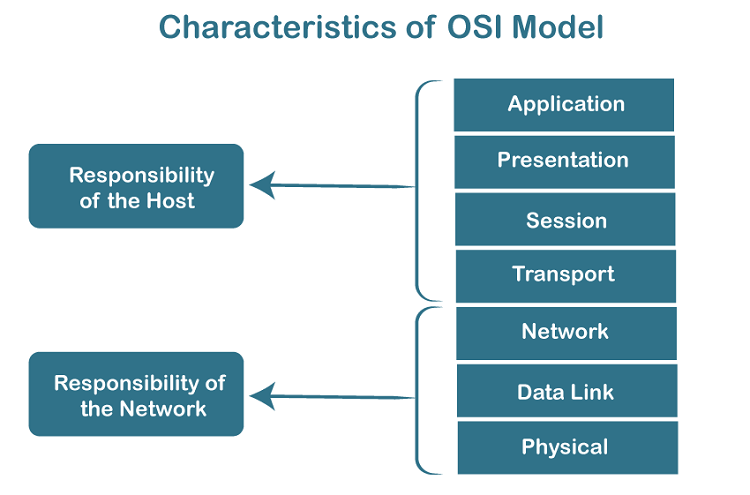 Characteristics of OSI Model
Application
Presentation
Session
Transport
Network
Data Link
Physical
Responsibility
of the Host
Responsibility of
the Network